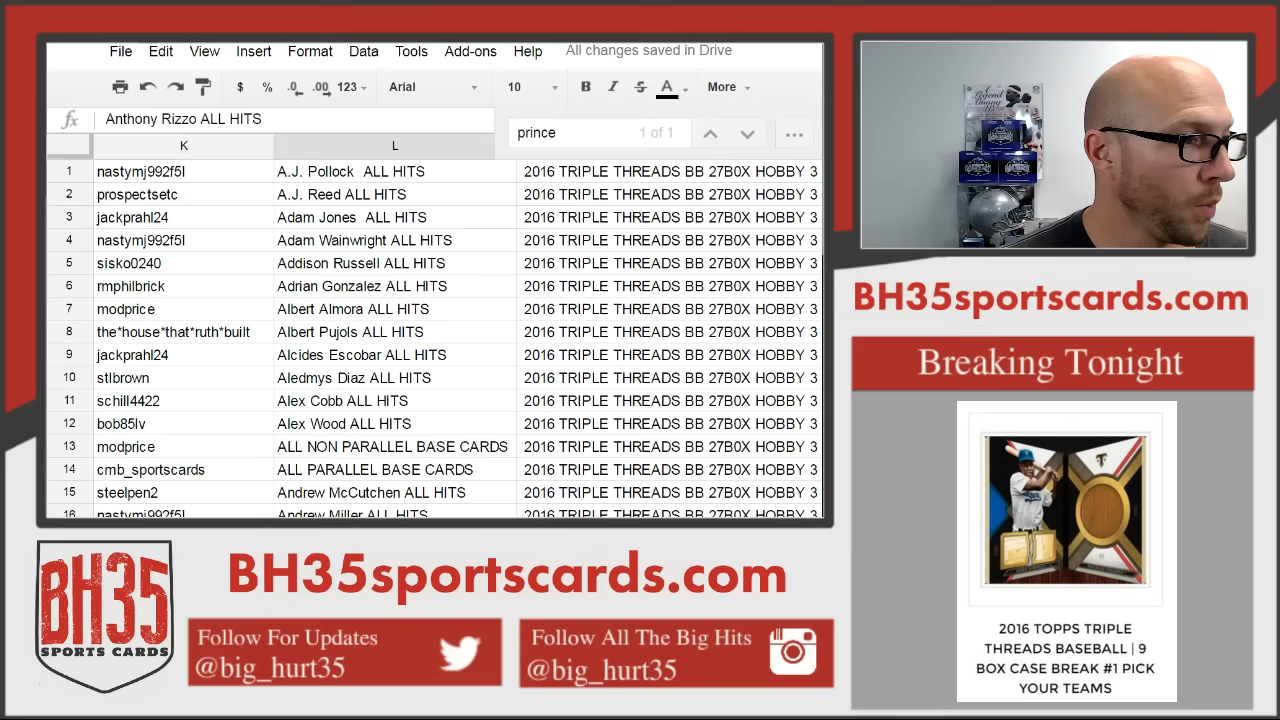 File Edit View Insert Format Data Tools Add-ons Help All changes saved in Drive
$ % .0 .00 123 Arial 10 B I S A More
fx Anthony Rizzo ALL HITS
prince 1 of 1
K L
1 nastymj992f5l A.J. Pollock ALL HITS 2016 TRIPLE THREADS BB 27B0X HOBBY 3
2 prospectsetc A.J. Reed ALL HITS 2016 TRIPLE THREADS BB 27B0X HOBBY 3
3 jackprahl24 Adam Jones ALL HITS 2016 TRIPLE THREADS BB 27B0X HOBBY 3
4 nastymj992f5l Adam Wainwright ALL HITS 2016 TRIPLE THREADS BB 27B0X HOBBY 3
5 sisko0240 Addison Russell ALL HITS 2016 TRIPLE THREADS BB 27B0X HOBBY 3
6 rmphilbrick Adrian Gonzalez ALL HITS 2016 TRIPLE THREADS BB 27B0X HOBBY 3
7 modprice Albert Almora ALL HITS 2016 TRIPLE THREADS BB 27B0X HOBBY 3
8 the*house*that*ruth*built Albert Pujols ALL HITS 2016 TRIPLE THREADS BB 27B0X HOBBY 3
9 jackprahl24 Alcides Escobar ALL HITS 2016 TRIPLE THREADS BB 27B0X HOBBY 3
10 stlbrown Aledmys Diaz ALL HITS 2016 TRIPLE THREADS BB 27B0X HOBBY 3
11 schill4422 Alex Cobb ALL HITS 2016 TRIPLE THREADS BB 27B0X HOBBY 3
12 bob85lv Alex Wood ALL HITS 2016 TRIPLE THREADS BB 27B0X HOBBY 3
13 modprice ALL NON PARALLEL BASE CARDS 2016 TRIPLE THREADS BB 27B0X HOBBY 3
14 cmb_sportscards ALL PARALLEL BASE CARDS 2016 TRIPLE THREADS BB 27B0X HOBBY 3
15 steelpen2 Andrew McCutchen ALL HITS 2016 TRIPLE THREADS BB 27B0X HOBBY 3
16 nastymj992f5l Andrew Miller ALL HITS 2016 TRIPLE THREADS BB 27B0X HOBBY 3
BH35sportscards.com
Breaking Tonight
2016 TOPPS TRIPLE
THREADS BASEBALL | 9
BOX CASE BREAK #1 PICK
YOUR TEAMS
BH35
SPORTS CARDS
BH35sportscards.com
Follow For Updates
@big_hurt35
Follow All The Big Hits
@big_hurt35